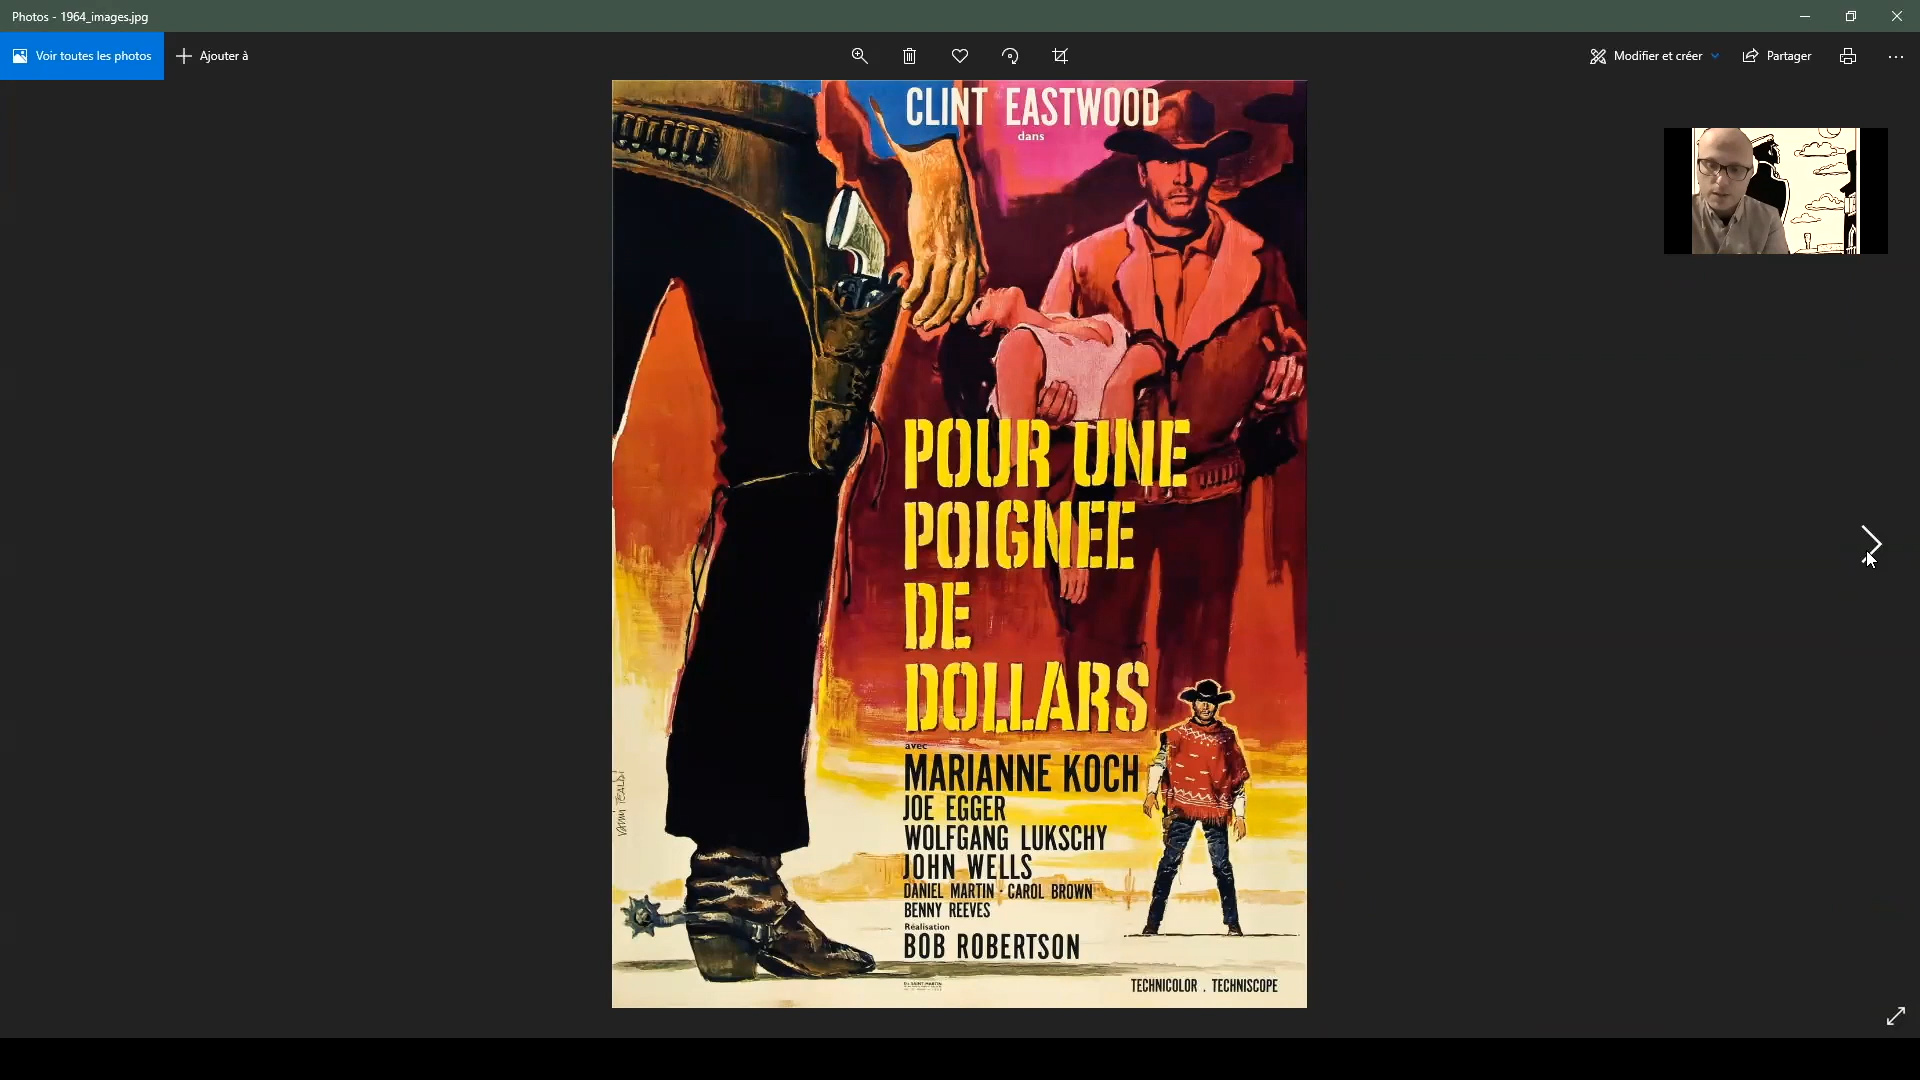 Photos - 1964_images.jpg
Voir toutes les photos
Ajouter à
Modifier et créer
Partager
CLINT EASTWOOD
dans
POUR UNE
POIGNEE
DE
DOLLARS
avec
MARIANNE KOCH
JOE EGGER
WOLFGANG LUKSCHY
JOHN WELLS
DANIEL MARTIN · CAROL BROWN
BENNY REEVES
Réalisation
BOB ROBERTSON
TECHNICOLOR . TECHNISCOPE